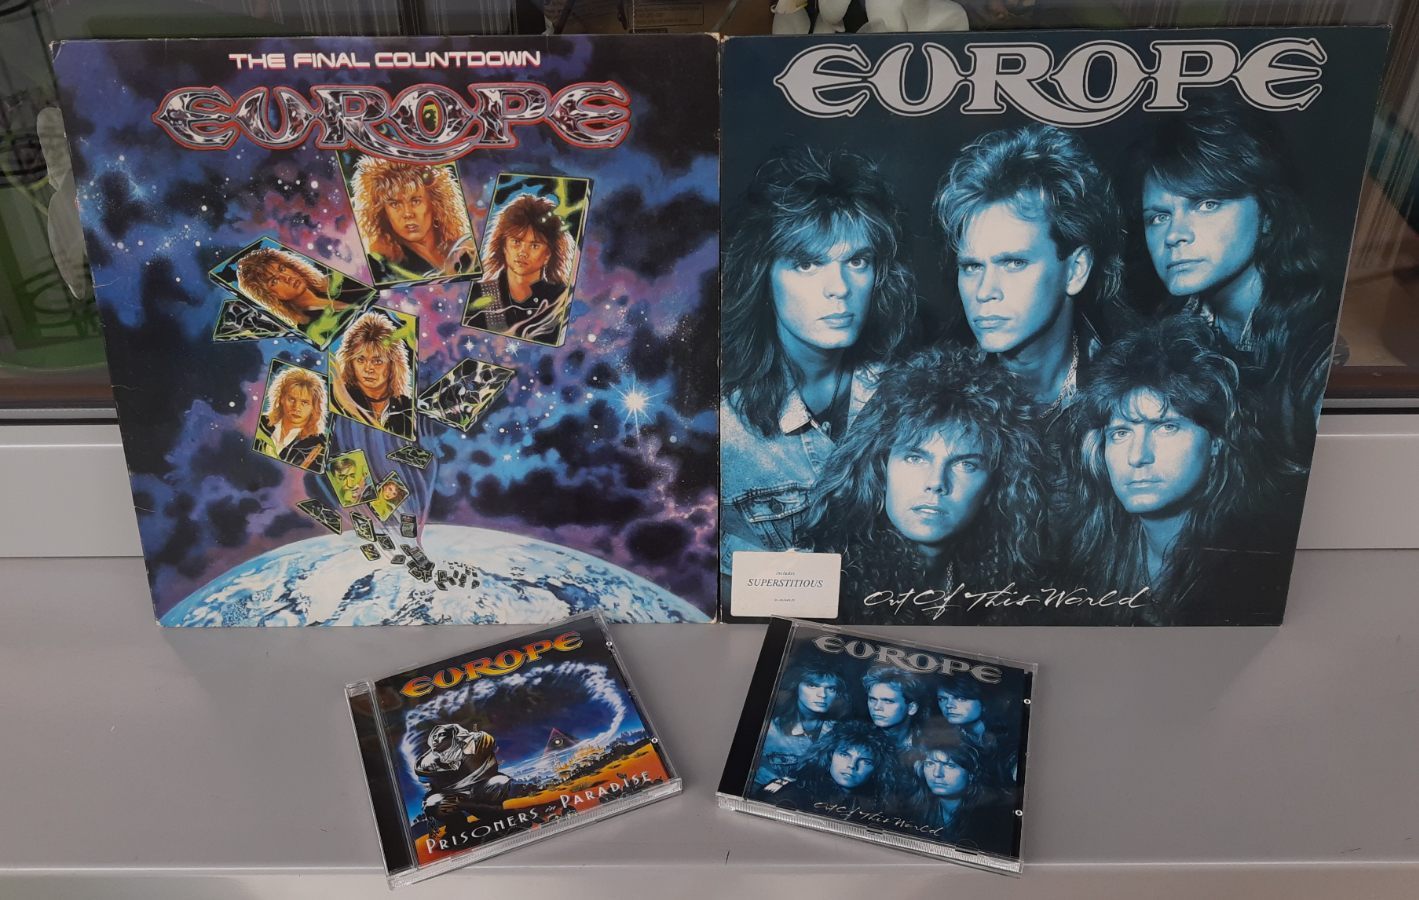 THE FINAL COUNTDOWN
EUROPE
EUROPE
includes
SUPERSTITIOUS
Out Of This World
EUROPE
PRISONERS in PARADISE
EUROPE
Out Of This World